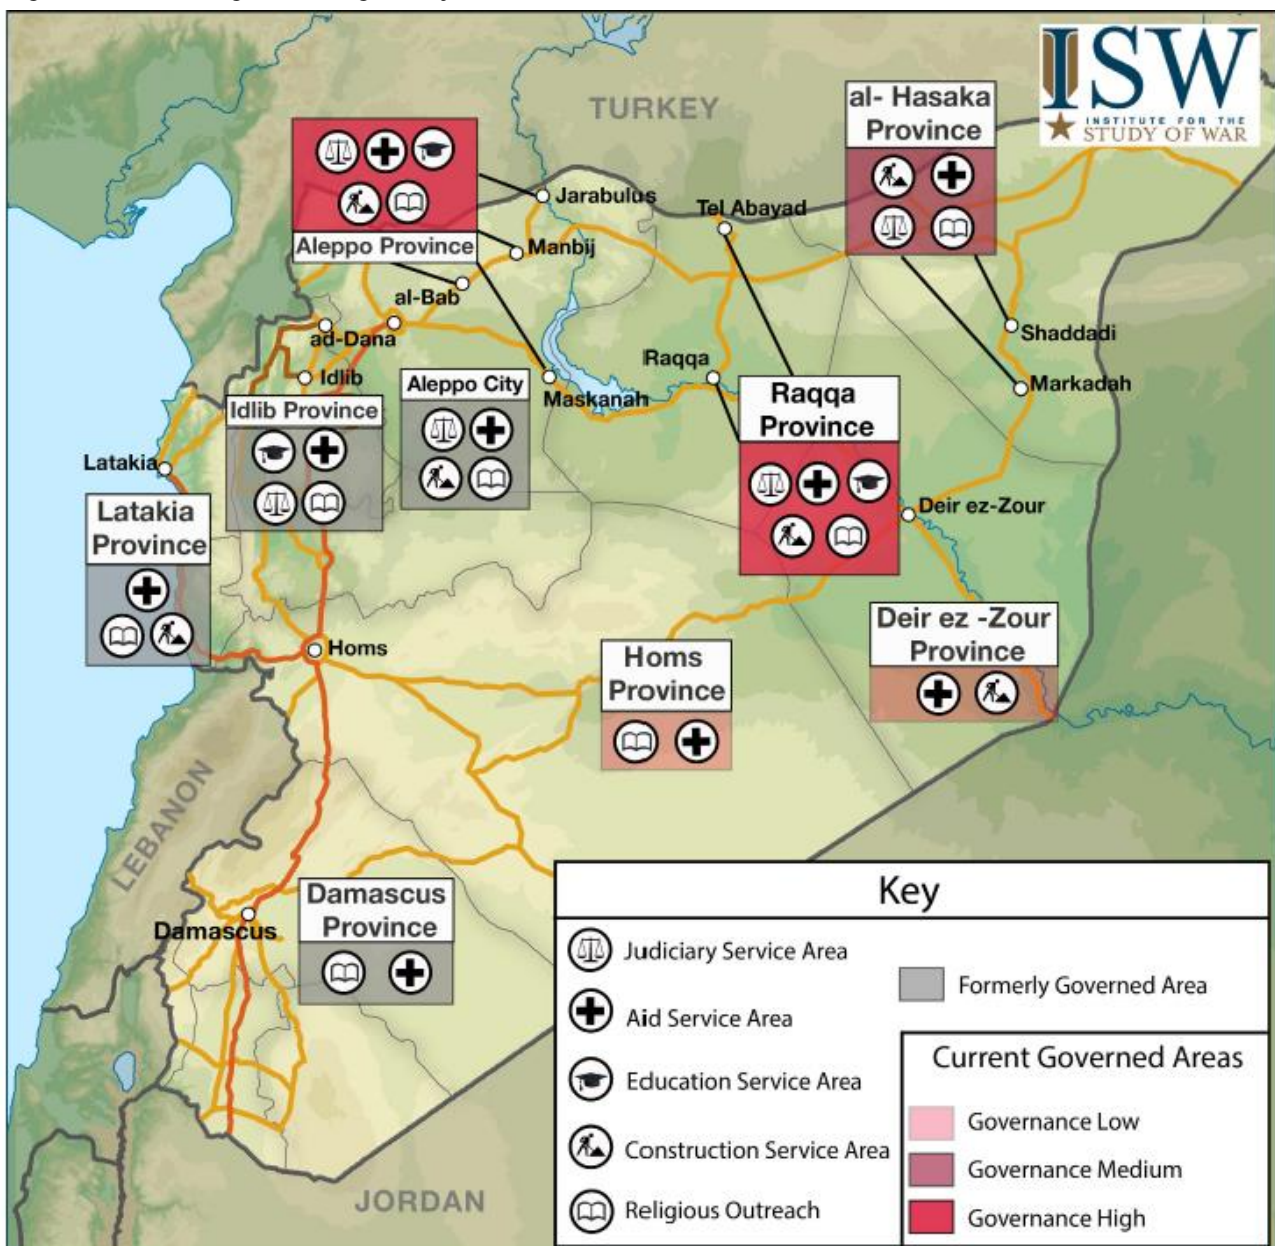 ISW
INSTITUTE FOR THE
STUDY OF WAR
TURKEY
al- Hasaka
Province
Jarabulus
Tel Abayad
Aleppo Province
Manbij
al-Bab
ad-Dana
Shaddadi
Idlib
Aleppo City
Maskanah
Raqqa
Markadah
Raqqa
Province
Idlib Province
Latakia
Latakia
Province
Deir ez-Zour
Homs
Homs
Province
Deir ez -Zour
Province
LEBANON
Damascus
Province
Damascus
JORDAN
Key
Judiciary Service Area
Aid Service Area
Education Service Area
Construction Service Area
Religious Outreach
Formerly Governed Area
Current Governed Areas
Governance Low
Governance Medium
Governance High